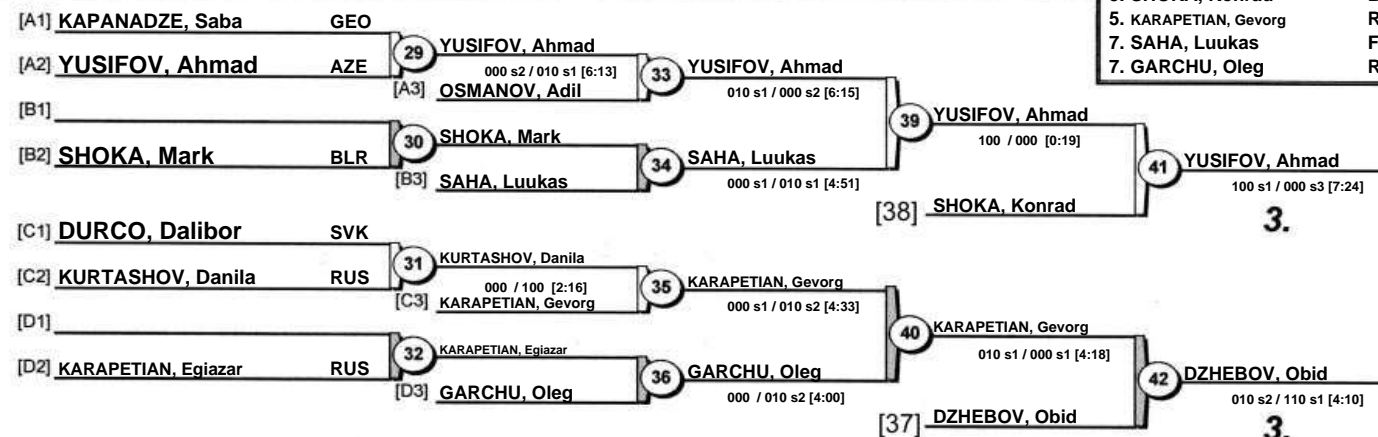 [A1] KAPANADZE, Saba GEO
[A2] YUSIFOV, Ahmad AZE
[B1]
[B2] SHOKA, Mark BLR
[C1] DURCO, Dalibor SVK
[C2] KURTASHOV, Danila RUS
[D1]
[D2] KARAPETIAN, Egiazar RUS
29 YUSIFOV, Ahmad
000 s2 / 010 s1 [6:13]
[A3] OSMANOV, Adil
30 SHOKA, Mark
[B3] SAHA, Luukas
31 KURTASHOV, Danila
000 / 100 [2:16]
[C3] KARAPETIAN, Gevorg
32 KARAPETIAN, Egiazar
[D3] GARCHU, Oleg
33 YUSIFOV, Ahmad
010 s1 / 000 s2 [6:15]
34 SAHA, Luukas
000 s1 / 010 s1 [4:51]
35 KARAPETIAN, Gevorg
000 s1 / 010 s2 [4:33]
36 GARCHU, Oleg
000 / 010 s2 [4:00]
39 YUSIFOV, Ahmad
100 / 000 [0:19]
[38] SHOKA, Konrad
40 KARAPETIAN, Gevorg
010 s1 / 000 s1 [4:18]
[37] DZHEBOV, Obid
41 YUSIFOV, Ahmad
100 s1 / 000 s3 [7:24]
3.
42 DZHEBOV, Obid
010 s2 / 110 s1 [4:10]
3.
5. KARAPETIAN, Gevorg R
7. SAHA, Luukas F
7. GARCHU, Oleg R